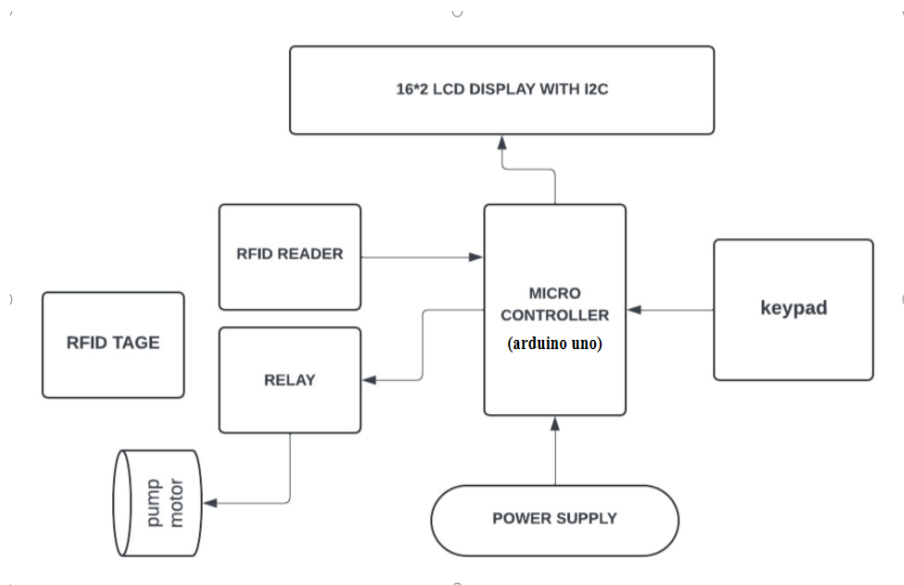 16*2 LCD DISPLAY WITH I2C
RFID READER
MICRO
CONTROLLER
(arduino uno)
keypad
RFID TAGE
RELAY
pump
motor
POWER SUPPLY